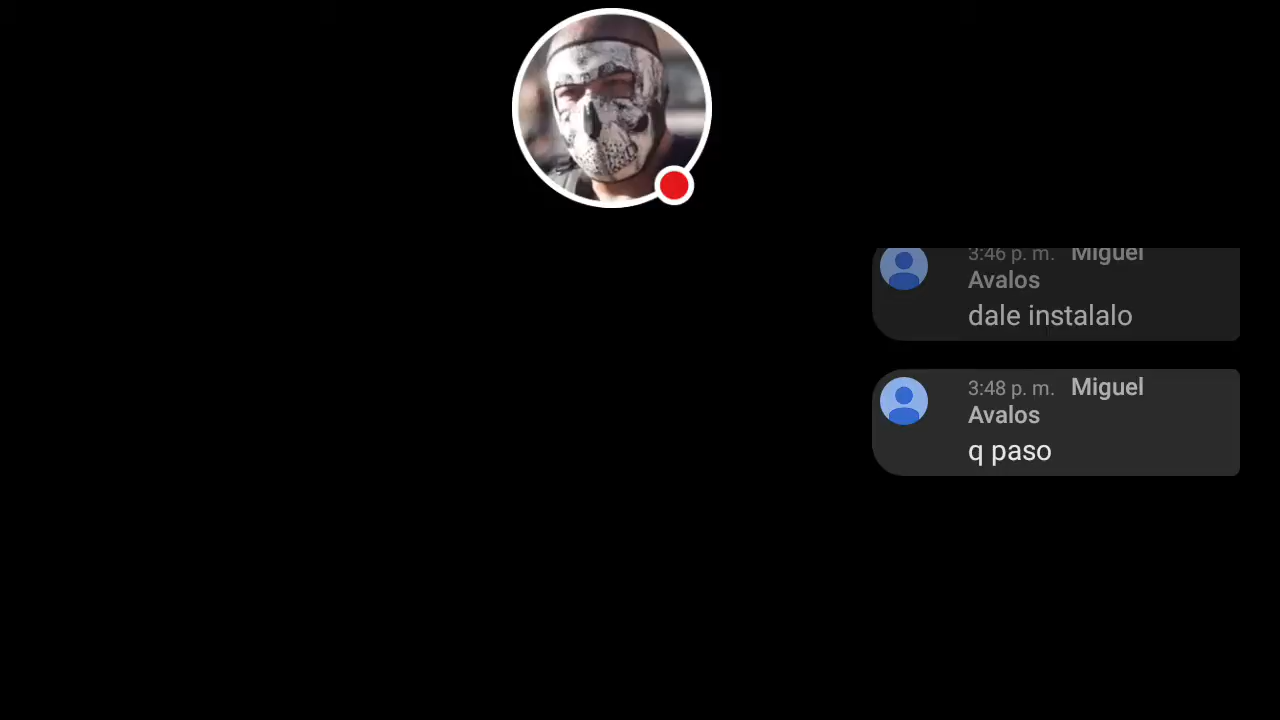 3:46 p. m. Miguel
Avalos
dale instalalo
3:48 p. m. Miguel
Avalos
q paso